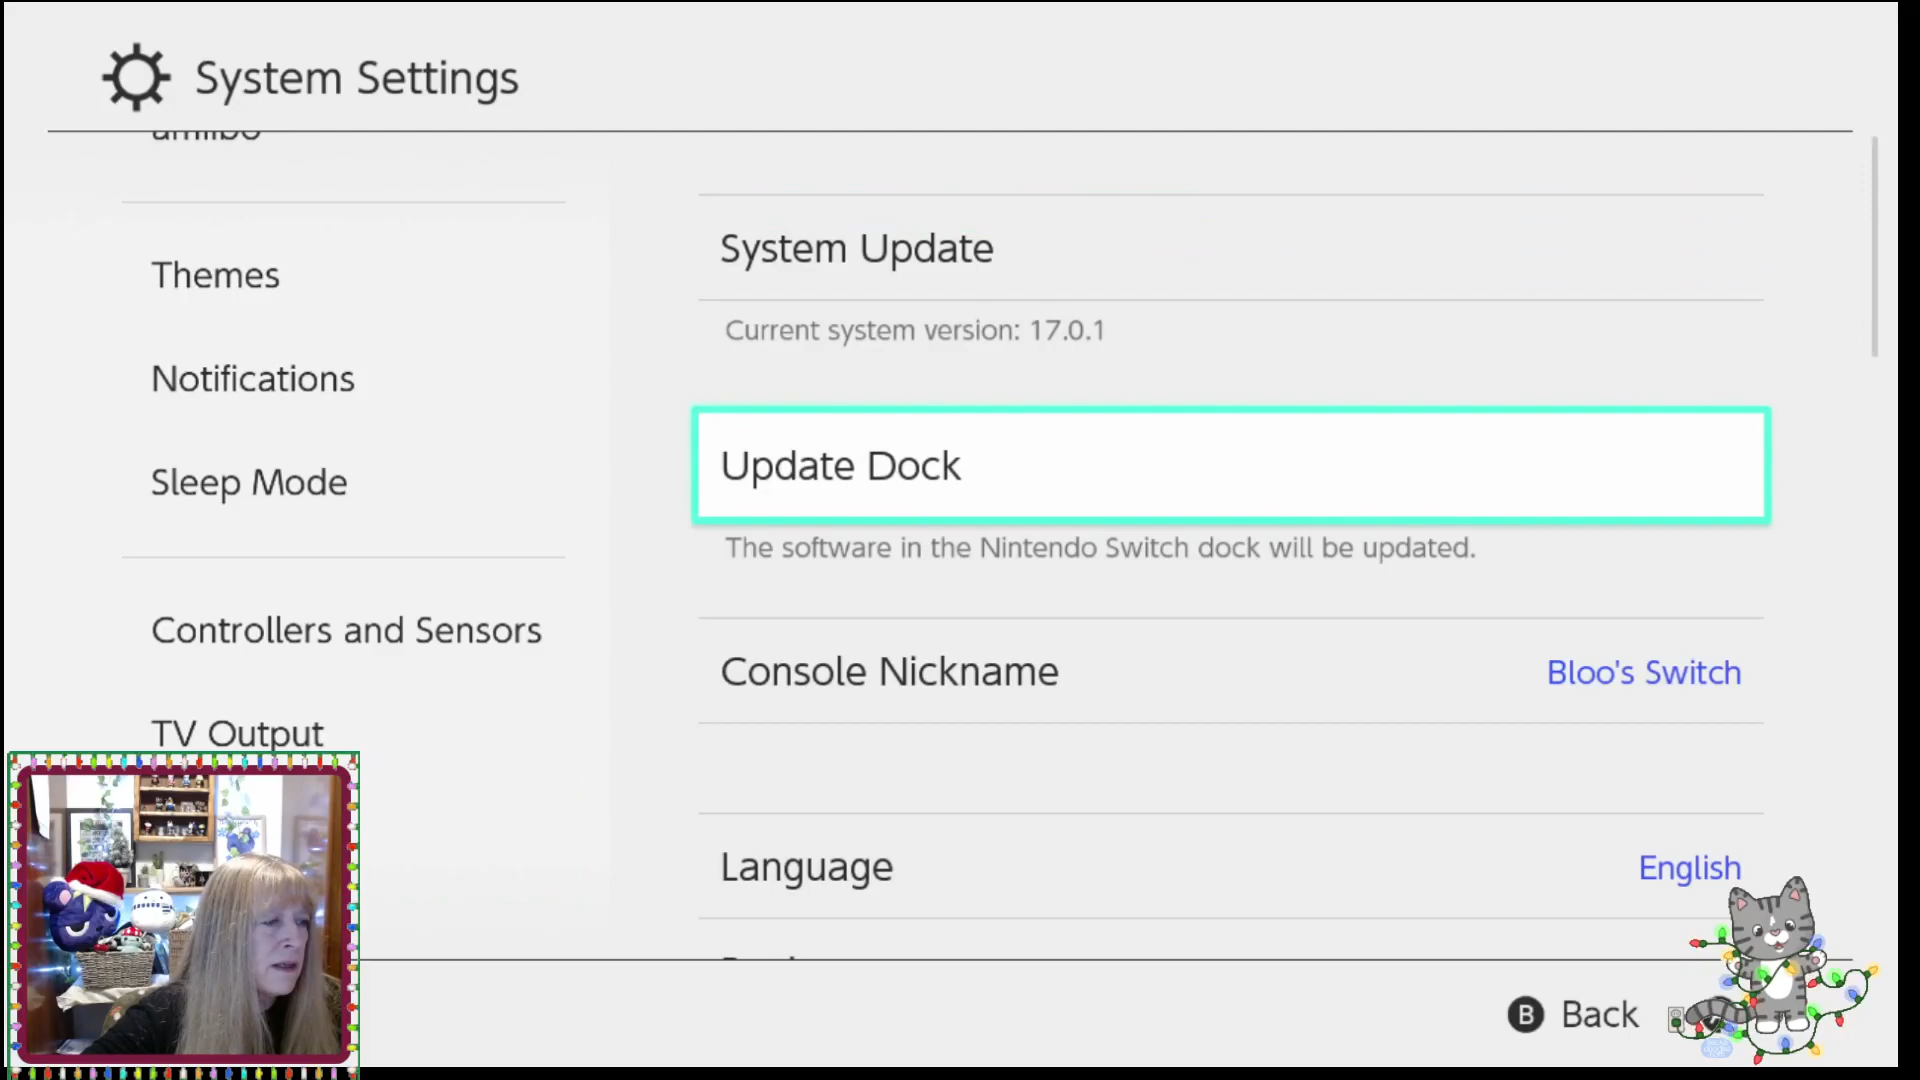 System Settings
amiibo
Themes
Notifications
Sleep Mode
Controllers and Sensors
TV Output
System Update
Current system version: 17.0.1
Update Dock
The software in the Nintendo Switch dock will be updated.
Console Nickname
Bloo's Switch
Language
English
B Back